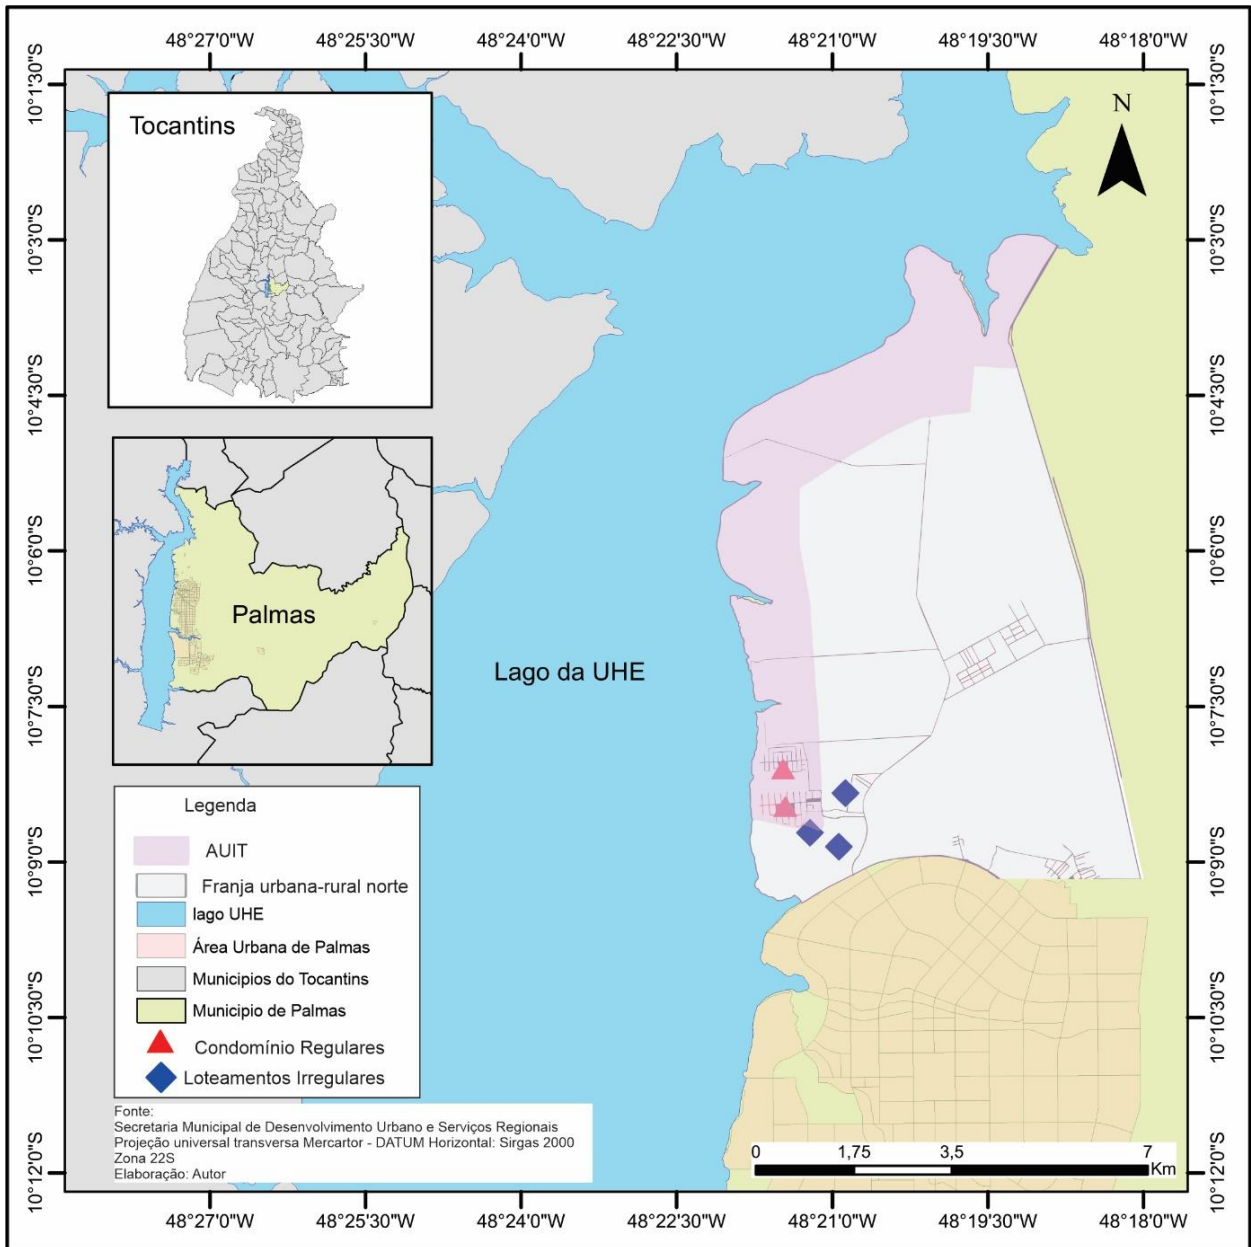 48°27'0"W 48°25'30"W 48°24'0"W 48°22'30"W 48°21'0"W 48°19'30"W 48°18'0"W
10°1'30"S 10°1'30"S
Tocantins
N
10°3'0"S 10°3'0"S
10°4'30"S 10°4'30"S
10°6'0"S 10°6'0"S
Palmas
Lago da UHE
10°7'30"S 10°7'30"S
Legenda
AUIT
Franja urbana-rural norte
lago UHE
Área Urbana de Palmas
Municipios do Tocantins
Municipio de Palmas
Condomínio Regulares
Loteamentos Irregulares
10°9'0"S 10°9'0"S
10°10'30"S 10°10'30"S
Fonte:
Secretaria Municipal de Desenvolvimento Urbano e Serviços Regionais
Projeção universal transversa Mercartor - DATUM Horizontal: Sirgas 2000
Zona 22S
Elaboração: Autor
0 1,75 3,5 7
Km
10°12'0"S 10°12'0"S
48°27'0"W 48°25'30"W 48°24'0"W 48°22'30"W 48°21'0"W 48°19'30"W 48°18'0"W